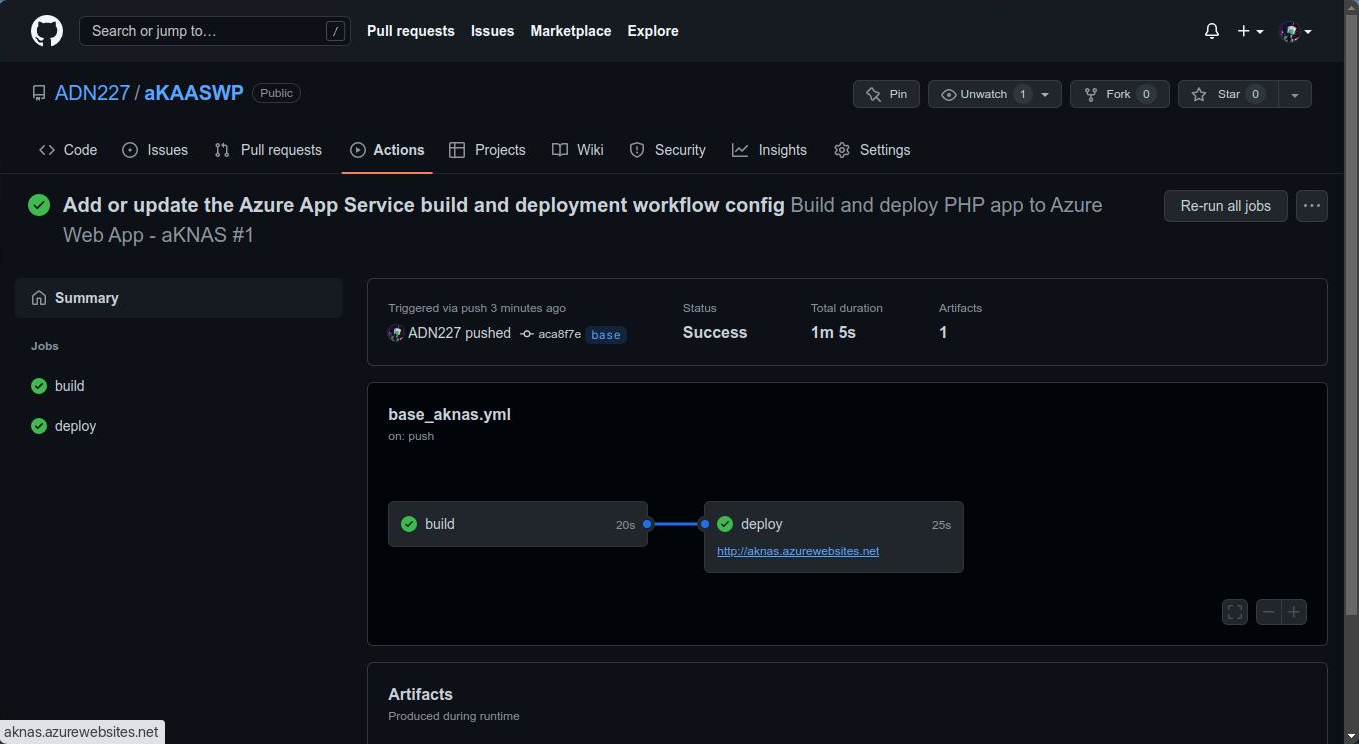 Search or jump to...
/
Pull requests Issues Marketplace Explore
ADN227 / aKAASWP Public
Pin
Unwatch 1
Fork 0
Star 0
Code Issues Pull requests Actions Projects Wiki Security Insights Settings
Add or update the Azure App Service build and deployment workflow config Build and deploy PHP app to Azure
Web App - aKNAS #1
Re-run all jobs
Summary
Jobs
build
deploy
Triggered via push 3 minutes ago
ADN227 pushed aca8f7e base
Status
Success
Total duration
1m 5s
Artifacts
1
base_aknas.yml
on: push
build 20s
deploy 25s
http://aknas.azurewebsites.net
Artifacts
Produced during runtime
aknas.azurewebsites.net